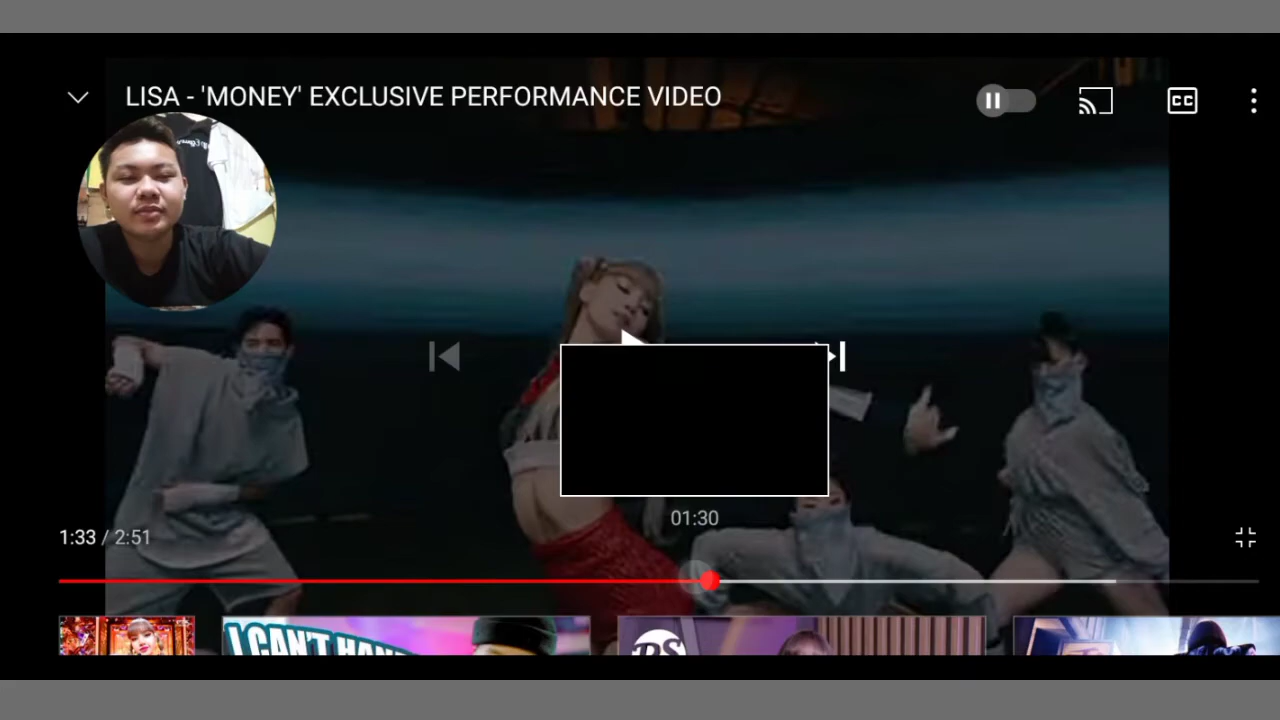 LISA - 'MONEY' EXCLUSIVE PERFORMANCE VIDEO
CC
01:30
1:33 / 2:51
I CAN'T HAN